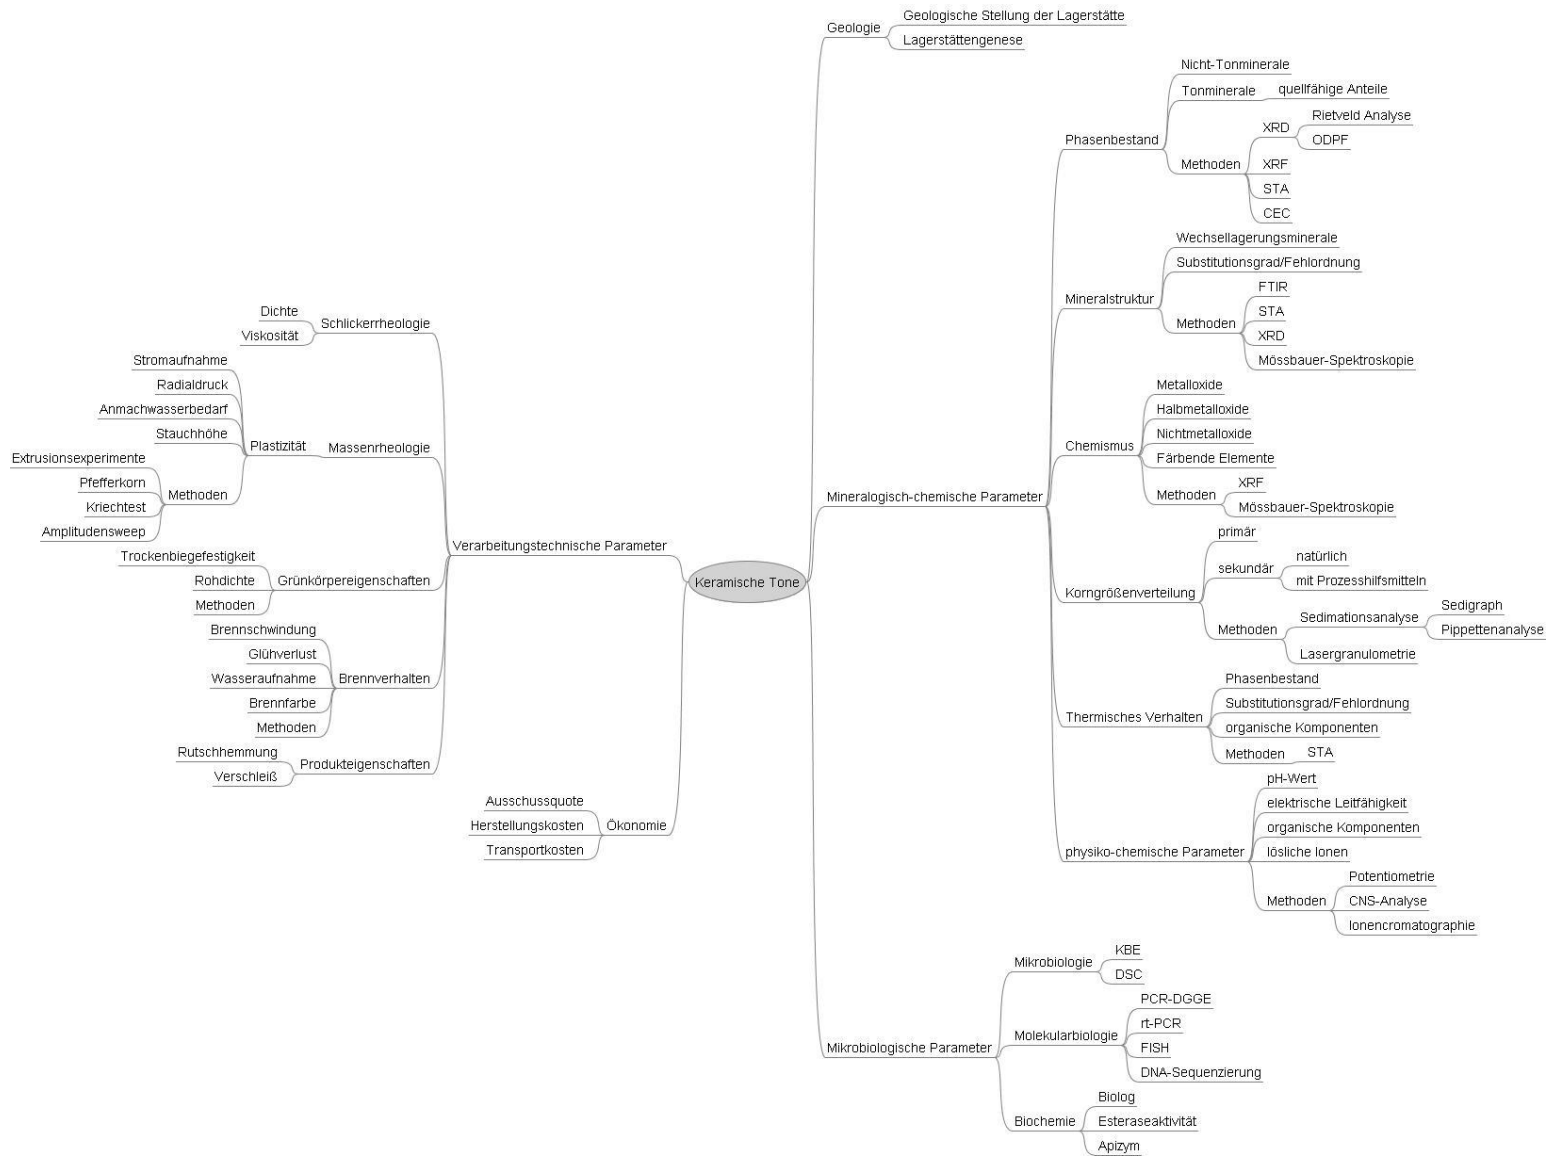 Keramische Tone
Geologie
Geologische Stellung der Lagerstätte
Lagerstättengenese
Mineralogisch-chemische Parameter
Phasenbestand
Nicht-Tonminerale
Tonminerale
quellfähige Anteile
Methoden
XRD
Rietveld Analyse
ODPF
XRF
STA
CEC
Mineralstruktur
Wechsellagerungsminerale
Substitutionsgrad/Fehlordnung
Methoden
FTIR
STA
XRD
Mössbauer-Spektroskopie
Chemismus
Metalloxide
Halbmetalloxide
Nichtmetalloxide
Färbende Elemente
Methoden
XRF
Mössbauer-Spektroskopie
Korngrößenverteilung
primär
sekundär
natürlich
mit Prozesshilfsmitteln
Methoden
Sedimationsanalyse
Sedigraph
Pippettenanalyse
Lasergranulometrie
Thermisches Verhalten
Phasenbestand
Substitutionsgrad/Fehlordnung
organische Komponenten
Methoden
STA
physiko-chemische Parameter
pH-Wert
elektrische Leitfähigkeit
organische Komponenten
lösliche Ionen
Methoden
Potentiometrie
CNS-Analyse
Ionencromatographie
Mikrobiologische Parameter
Mikrobiologie
KBE
DSC
Molekularbiologie
PCR-DGGE
rt-PCR
FISH
DNA-Sequenzierung
Biochemie
Biolog
Esteraseaktivität
Apizym
Verarbeitungstechnische Parameter
Schlickerrheologie
Dichte
Viskosität
Massenrheologie
Plastizität
Stromaufnahme
Radialdruck
Anmachwasserbedarf
Stauchhöhe
Methoden
Extrusionsexperimente
Pfefferkorn
Kriechtest
Amplitudensweep
Grünkörpereigenschaften
Trockenbiegefestigkeit
Rohdichte
Methoden
Brennverhalten
Brennschwindung
Glühverlust
Wasseraufnahme
Brennfarbe
Methoden
Produkteigenschaften
Rutschhemmung
Verschleiß
Ökonomie
Ausschussquote
Herstellungskosten
Transportkosten